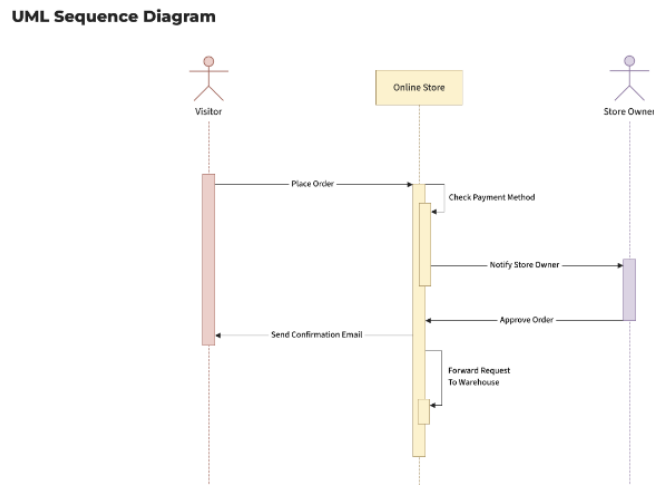 UML Sequence Diagram
Online Store
Visitor
Store Owner
Place Order
Check Payment Method
Notify Store Owner
Approve Order
Send Confirmation Email
Forward Request
To Warehouse